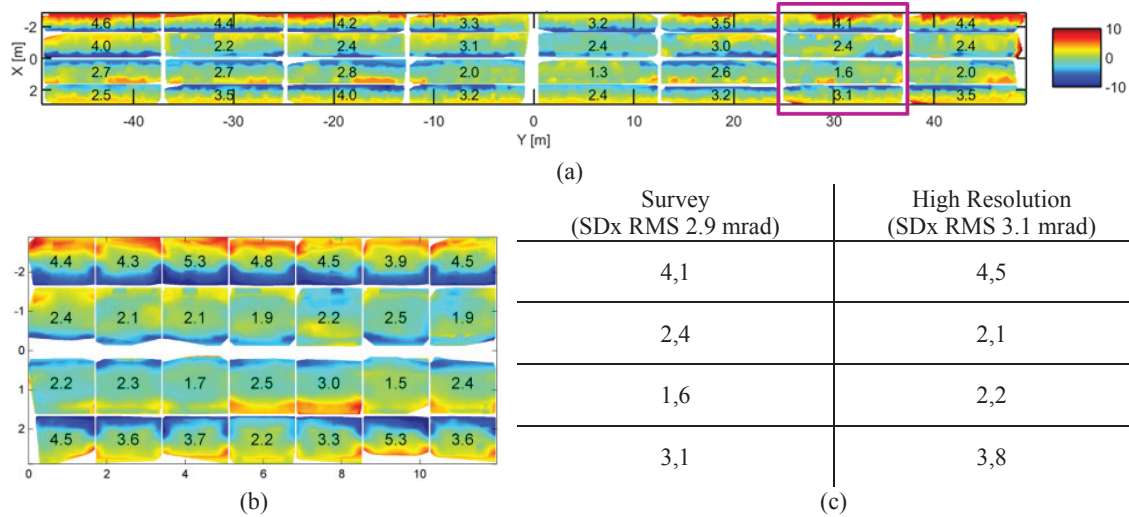 4.6 4.4 4.2 3.3 3.2 3.5 4.1 4.4
4.0 2.2 2.4 3.1 2.4 3.0 2.4 2.4
2.7 2.7 2.8 2.0 1.3 2.6 1.6 2.0
2.5 3.5 4.0 3.2 2.4 3.2 3.1 3.5
X [m]
-2
0
2
-40 -30 -20 -10 0 10 20 30 40
Y [m]
10
0
-10
(a)
4.4 4.3 5.3 4.8 4.5 3.9 4.5
2.4 2.1 2.1 1.9 2.2 2.5 1.9
2.2 2.3 1.7 2.5 3.0 1.5 2.4
4.5 3.6 3.7 2.2 3.3 5.3 3.6
-2
-1
0
1
2
0 2 4 6 8 10
(b)
Survey High Resolution
(SDx RMS 2.9 mrad) (SDx RMS 3.1 mrad)
4,1 4,5
2,4 2,1
1,6 2,2
3,1 3,8
(c)